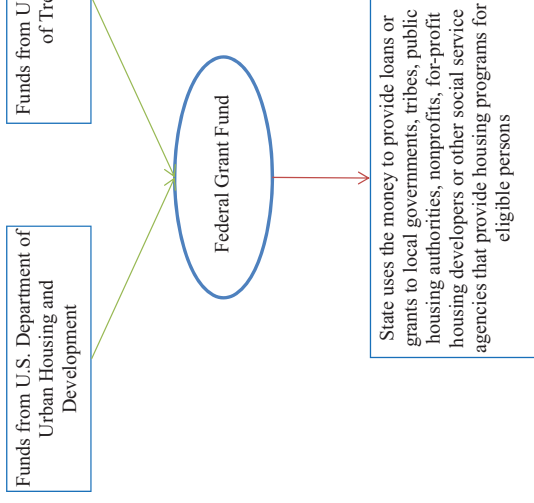 Funds from U.S. Department of
Urban Housing and
Development
Funds from U
of Tre
Federal Grant Fund
State uses the money to provide loans or
grants to local governments, tribes, public
housing authorities, nonprofits, for-profit
housing developers or other social service
agencies that provide housing programs for
eligible persons